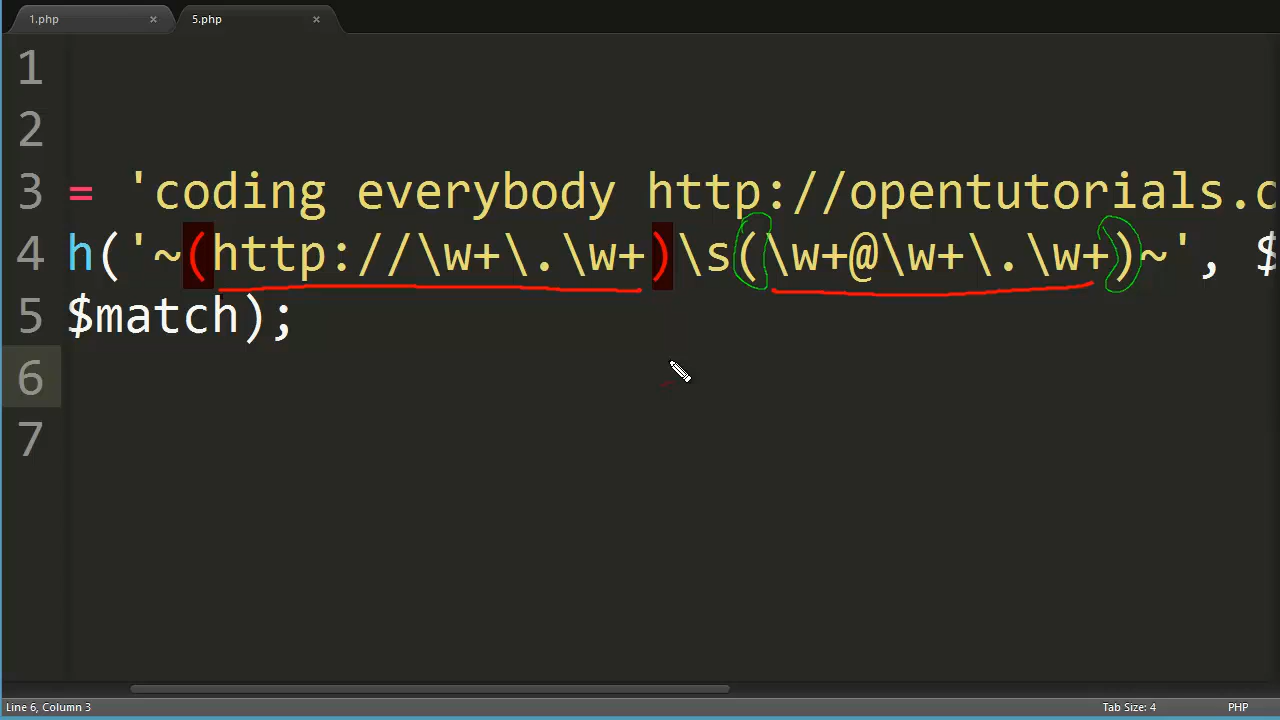 1.php × 5.php ×
1
2
3 = 'coding everybody http://opentutorials.c
4 h('~(http://\w+\.\w+)\s(\w+@\w+\.\w+)~', $
5 $match);
6
7
Line 6, Column 3 Tab Size: 4 PHP